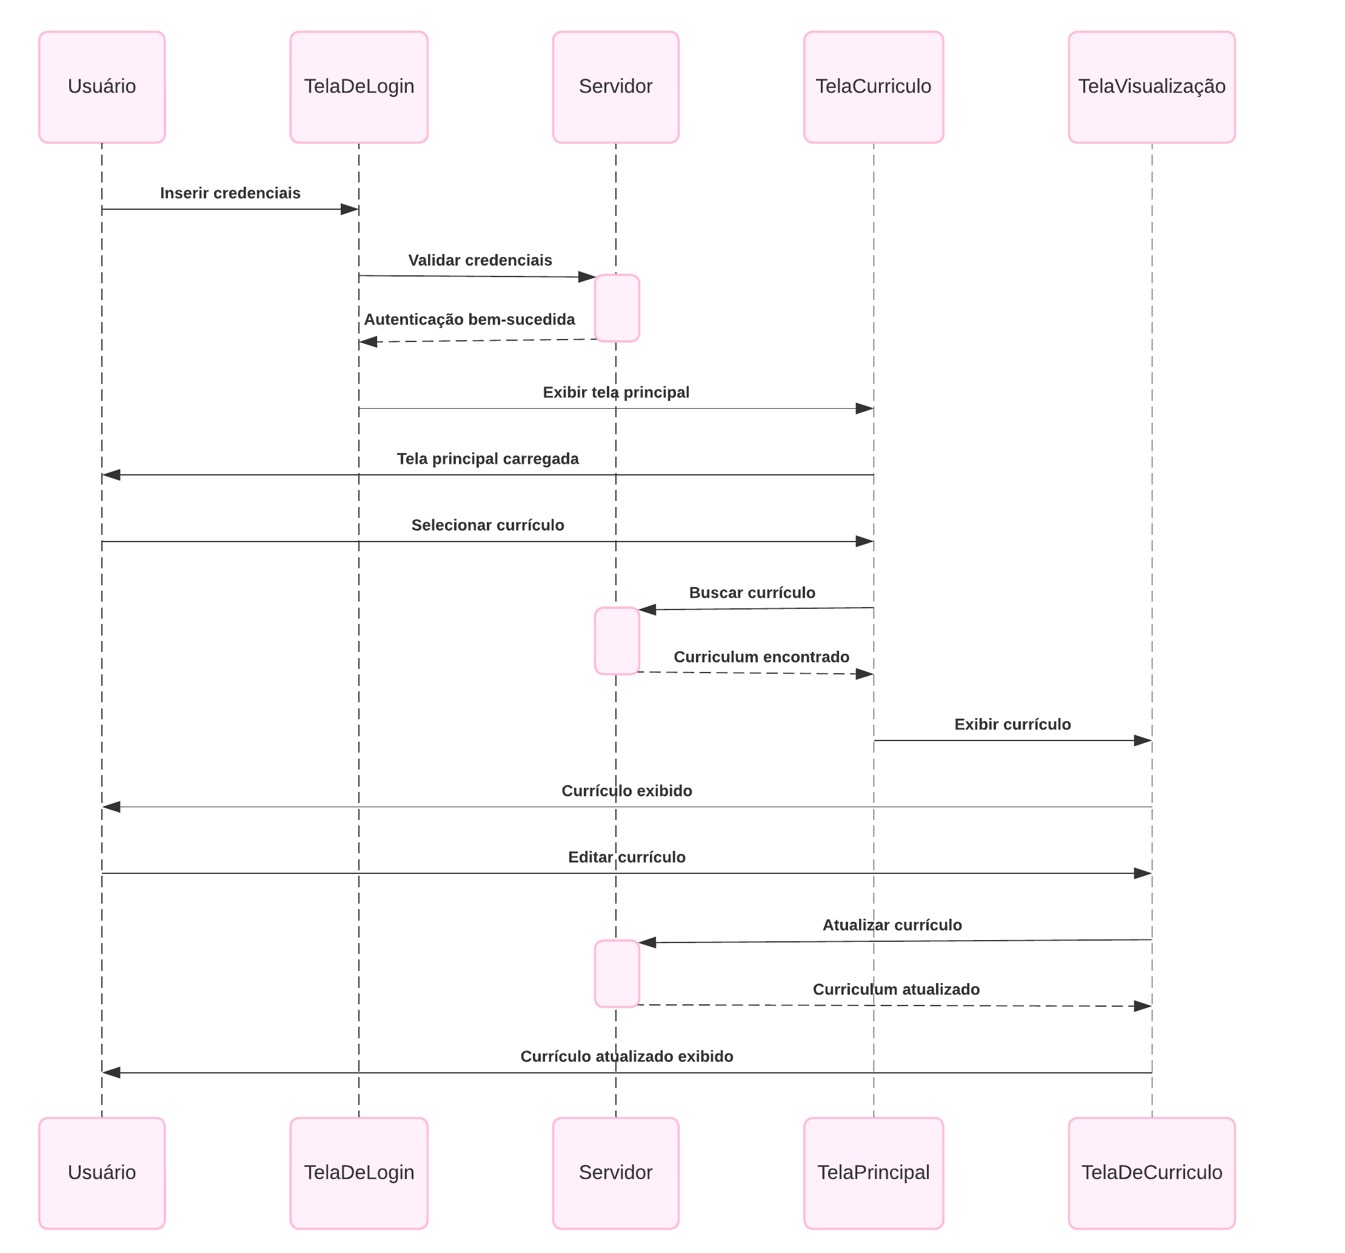 Usuário
TelaDeLogin
Servidor
TelaCurriculo
TelaVisualização
Inserir credenciais
Validar credenciais
Autenticação bem-sucedida
Exibir tela principal
Tela principal carregada
Selecionar currículo
Buscar currículo
Curriculum encontrado
Exibir currículo
Currículo exibido
Editar currículo
Atualizar currículo
Curriculum atualizado
Currículo atualizado exibido
Usuário
TelaDeLogin
Servidor
TelaPrincipal
TelaDeCurriculo